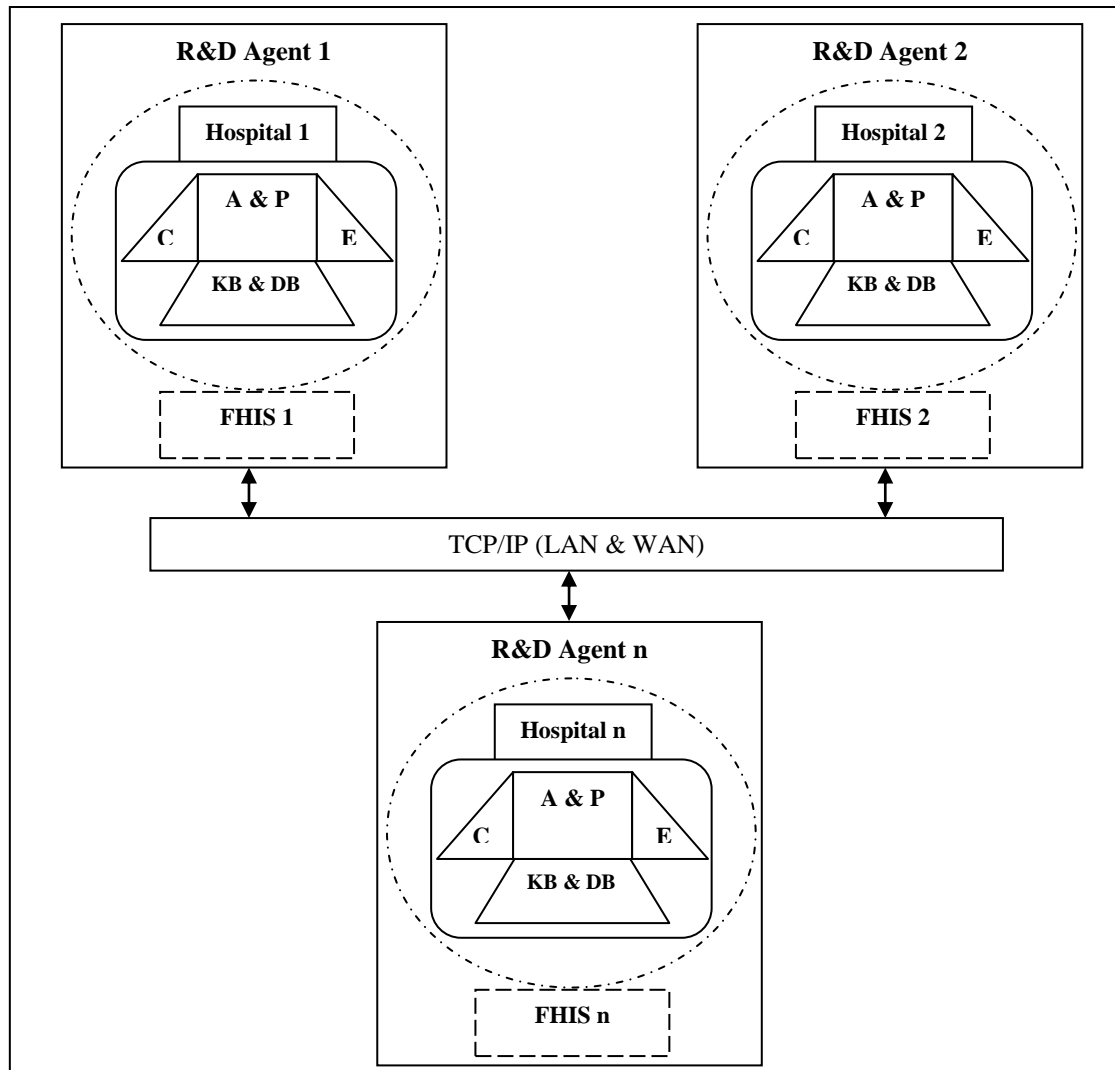 R&D Agent 1
Hospital 1
A & P
C
E
KB & DB
FHIS 1
R&D Agent 2
Hospital 2
A & P
C
E
KB & DB
FHIS 2
TCP/IP (LAN & WAN)
R&D Agent n
Hospital n
A & P
C
E
KB & DB
FHIS n